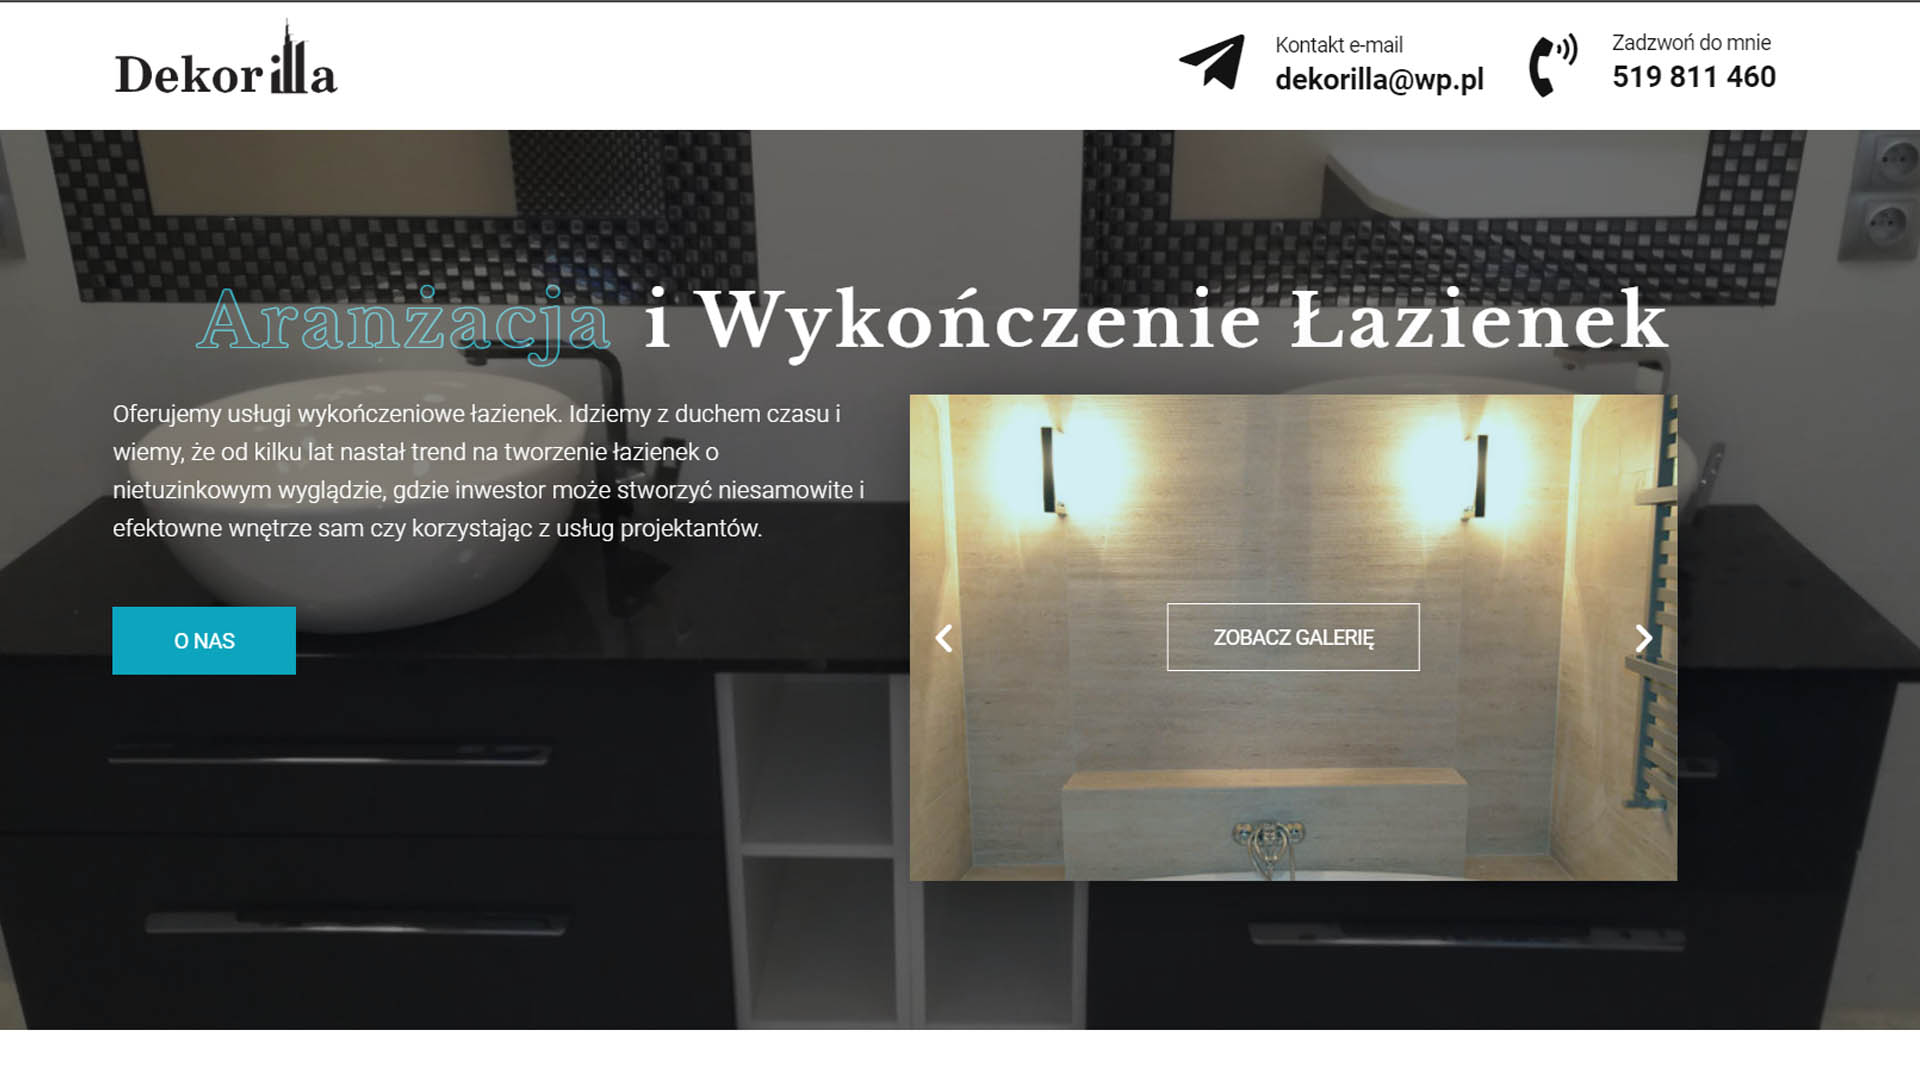 Dekorilla
Kontakt e-mail
dekorilla@wp.pl
Zadzwoń do mnie
519 811 460
Aranżacja i Wykończenie Łazienek
Oferujemy usługi wykończeniowe łazienek. Idziemy z duchem czasu i
wiemy, że od kilku lat nastał trend na tworzenie łazienek o
nietuzinkowym wyglądzie, gdzie inwestor może stworzyć niesamowite i
efektowne wnętrze sam czy korzystając z usług projektantów.
O NAS
ZOBACZ GALERIĘ